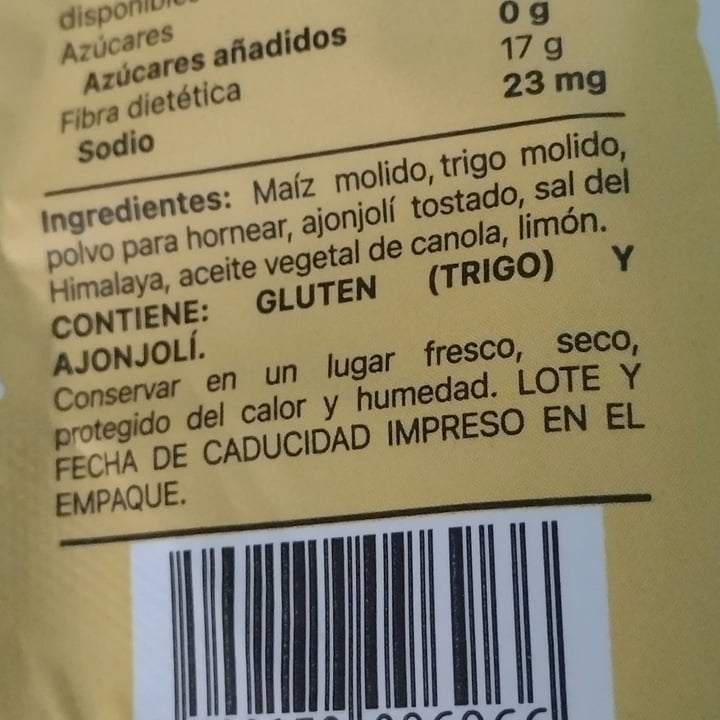 disponibles
Azúcares
Azúcares añadidos 0 g
Fibra dietética 17 g
Sodio 23 mg
Ingredientes: Maíz molido, trigo molido,
polvo para hornear, ajonjolí tostado, sal del
Himalaya, aceite vegetal de canola, limón.
CONTIENE: GLUTEN (TRIGO) Y
AJONJOLÍ.
Conservar en un lugar fresco, seco,
protegido del calor y humedad. LOTE Y
FECHA DE CADUCIDAD IMPRESO EN EL
EMPAQUE.